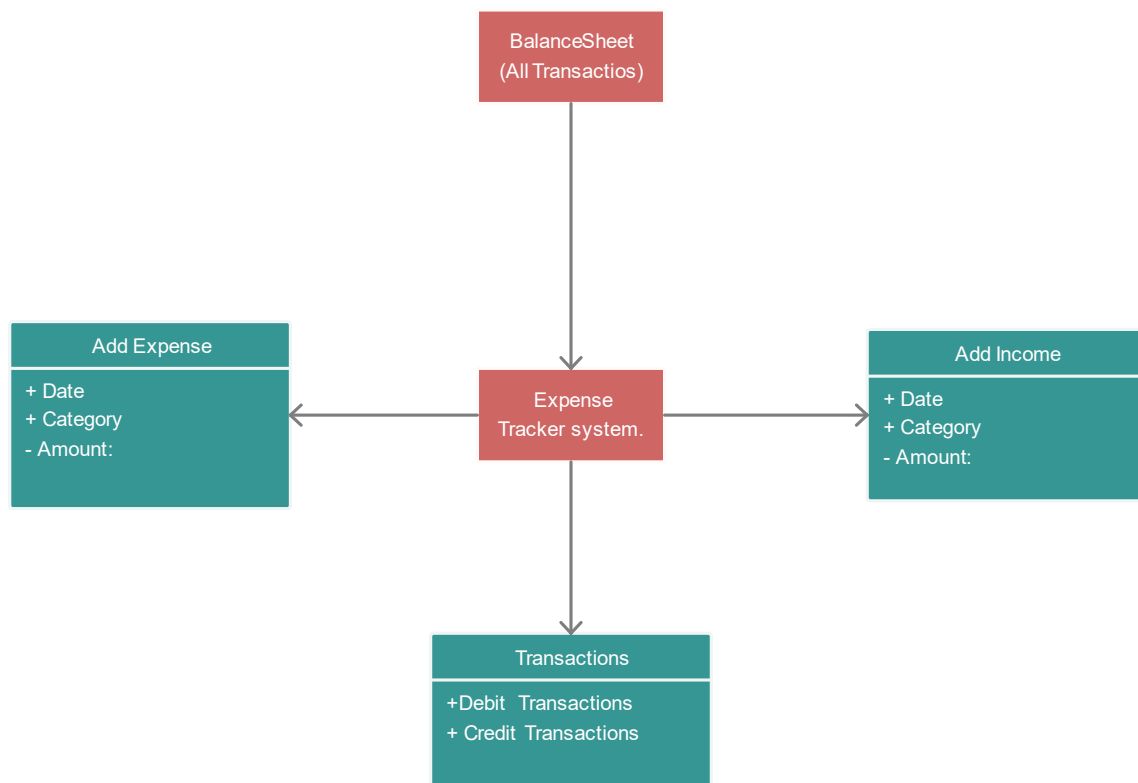 BalanceSheet
(All Transactios)
Add Expense
+ Date
+ Category
- Amount:
Expense
Tracker system.
Add Income
+ Date
+ Category
- Amount:
Transactions
+Debit Transactions
+ Credit Transactions